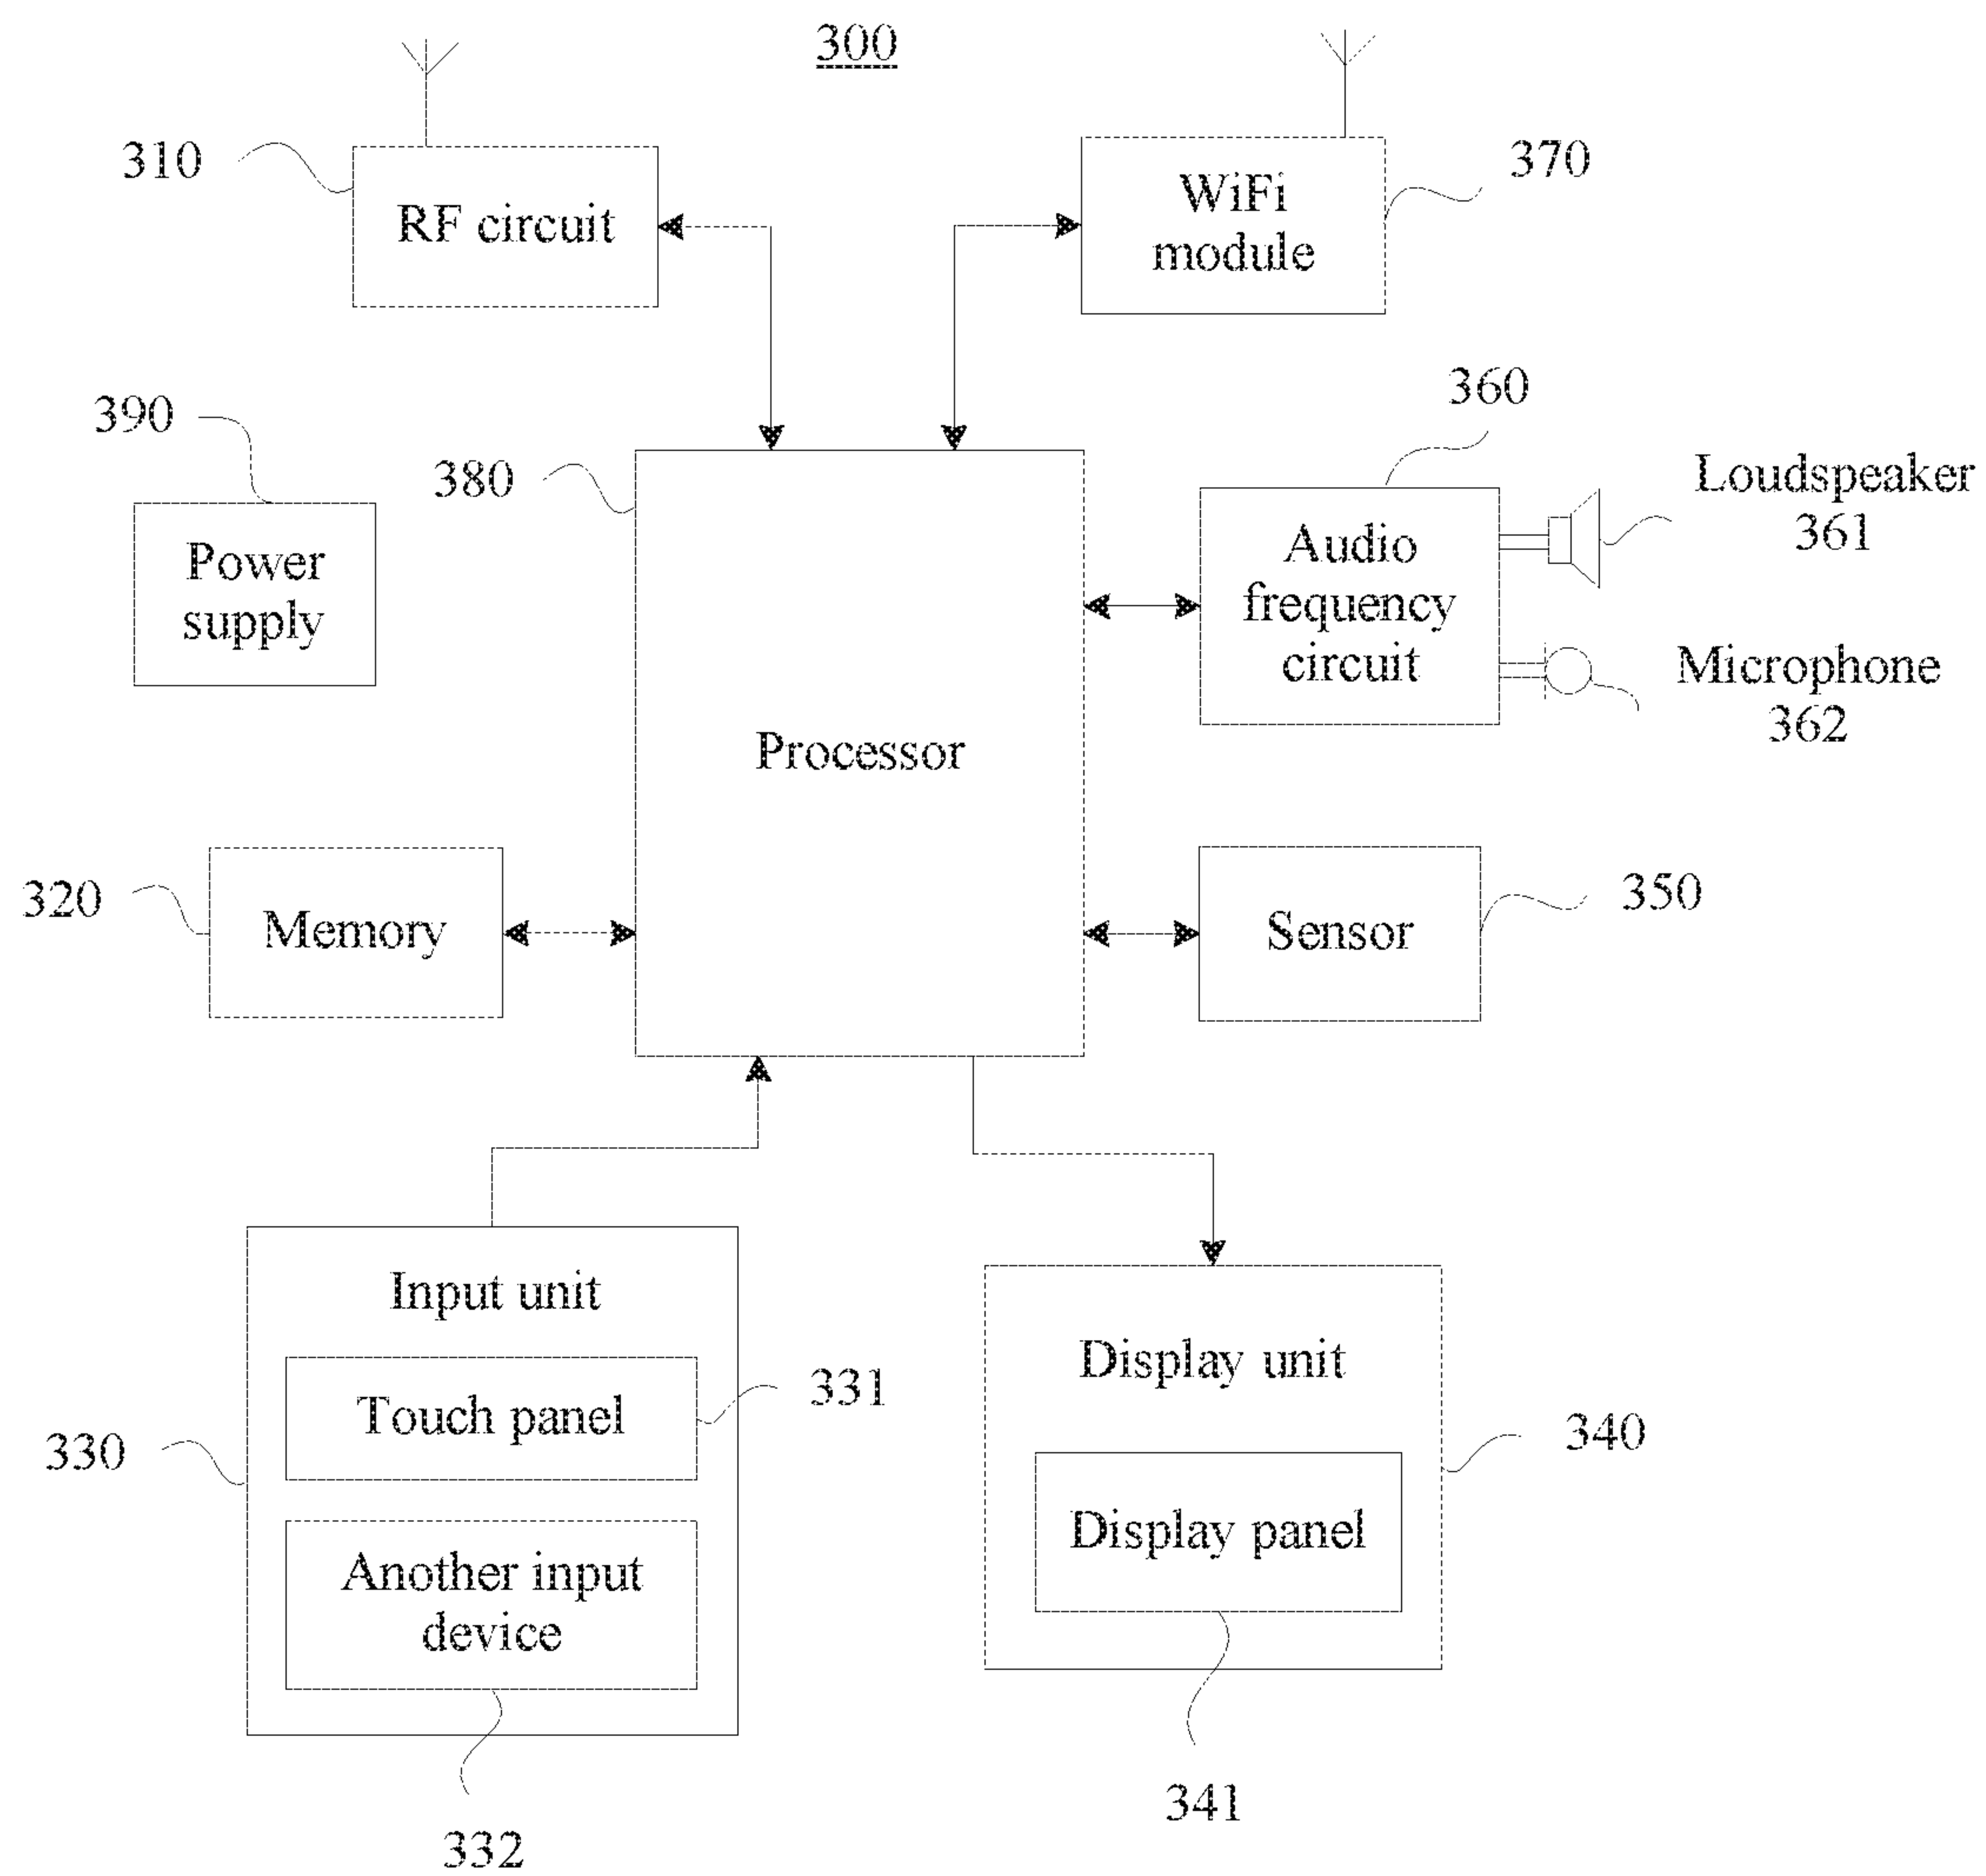 300
310
RF circuit
WiFi
module
370
390
Power
supply
380
Processor
360
Audio
frequency
circuit
Loudspeaker
361
Microphone
362
320
Memory
Sensor
350
Input unit
Touch panel
331
330
Another input
device
332
Display unit
340
Display panel
341